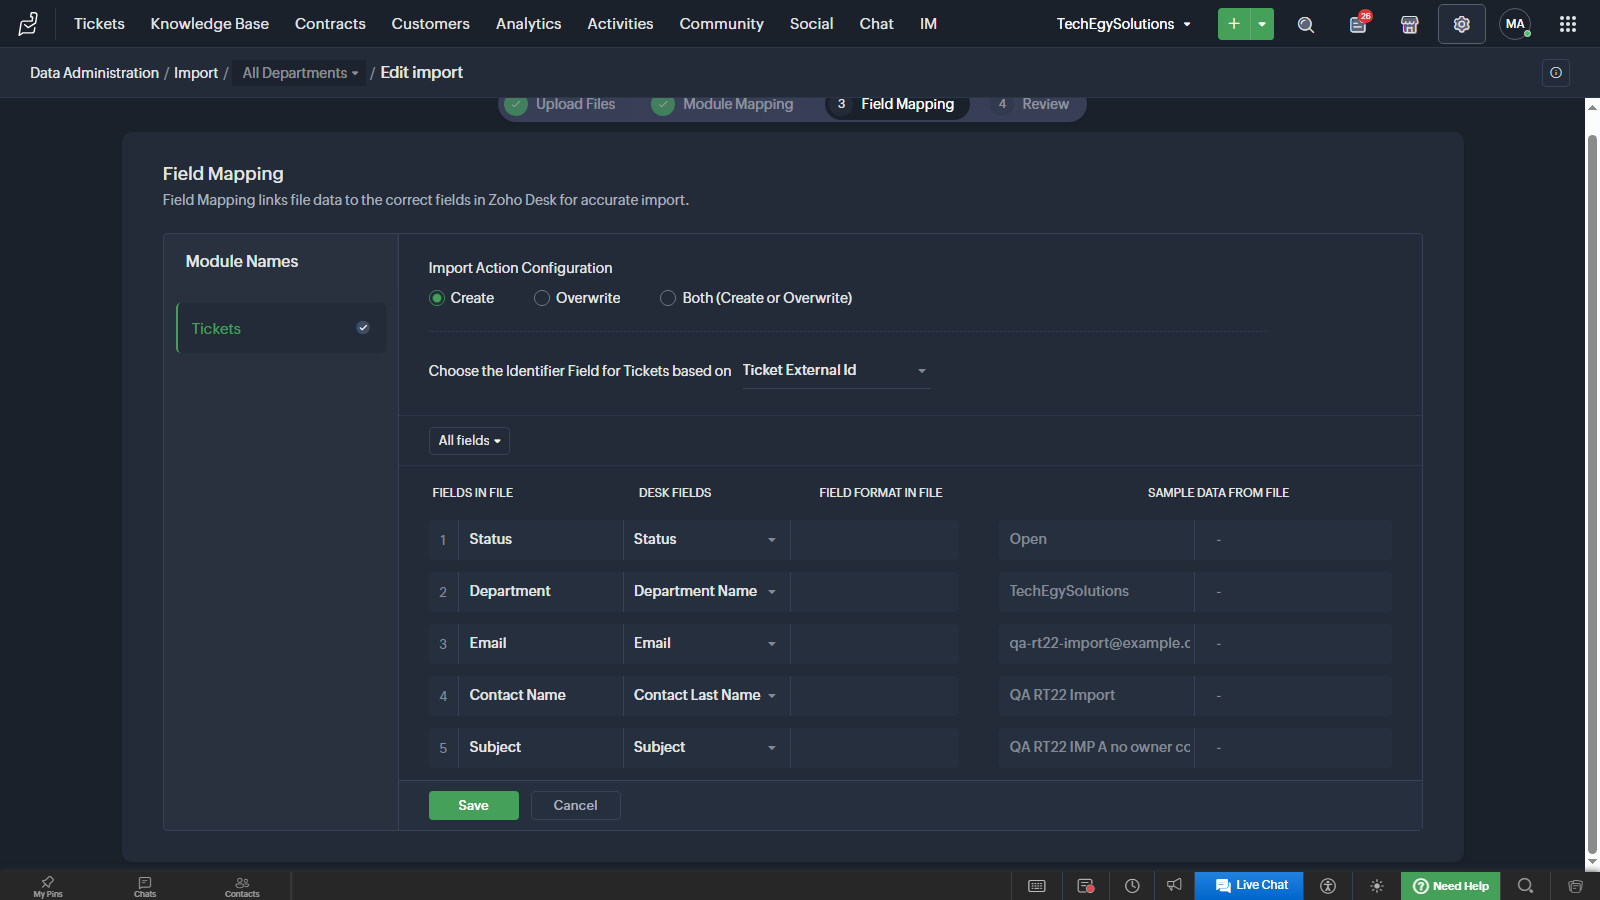 Tickets Knowledge Base Contracts Customers Analytics Activities Community Social Chat IM TechEgySolutions 26 MA
Data Administration / Import / All Departments / Edit import
Upload Files Module Mapping 3 Field Mapping 4 Review
Field Mapping
Field Mapping links file data to the correct fields in Zoho Desk for accurate import.
Module Names
Tickets
Import Action Configuration
Create Overwrite Both (Create or Overwrite)
Choose the Identifier Field for Tickets based on Ticket External Id
All fields
FIELDS IN FILE DESK FIELDS FIELD FORMAT IN FILE SAMPLE DATA FROM FILE
1 Status Status Open -
2 Department Department Name TechEgySolutions -
3 Email Email qa-rt22-import@example.c -
4 Contact Name Contact Last Name QA RT22 Import -
5 Subject Subject QA RT22 IMP A no owner cc -
Save Cancel
My Pins Chats Contacts Live Chat Need Help